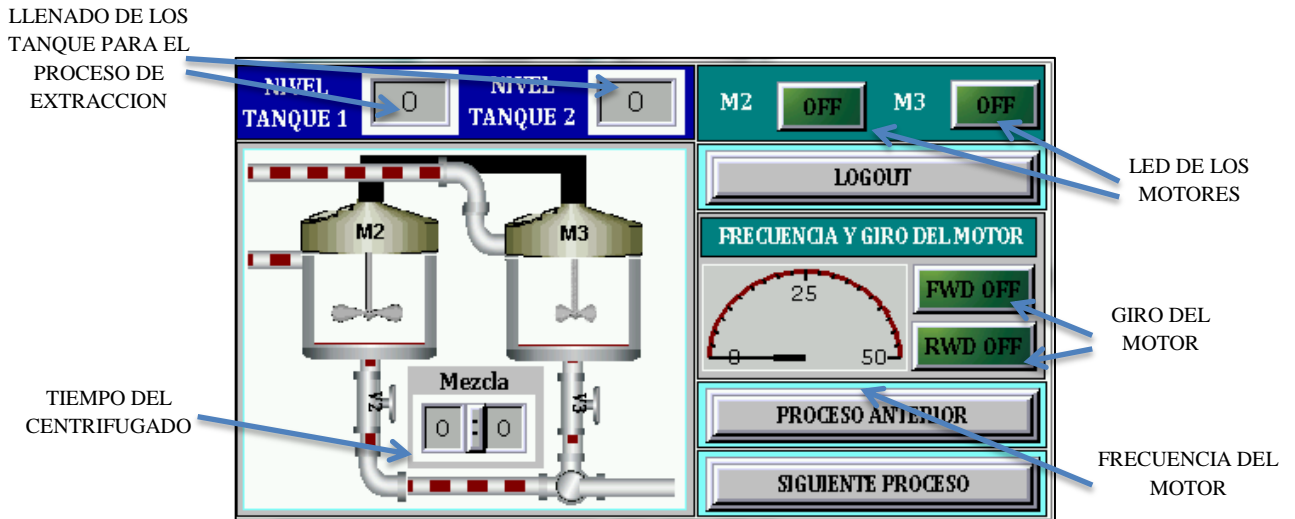 LLENADO DE LOS
TANQUE PARA EL
PROCESO DE
EXTRACCION
NIVEL
TANQUE 1
0
NIVEL
TANQUE 2
0
M2
OFF
M3
OFF
LOGOUT
LED DE LOS
MOTORES
M2
M3
FRECUENCIA Y GIRO DEL MOTOR
0
25
50
FWD OFF
RWD OFF
GIRO DEL
MOTOR
V2
V3
Mezcla
0 : 0
TIEMPO DEL
CENTRIFUGADO
PROCESO ANTERIOR
SIGUIENTE PROCESO
FRECUENCIA DEL
MOTOR